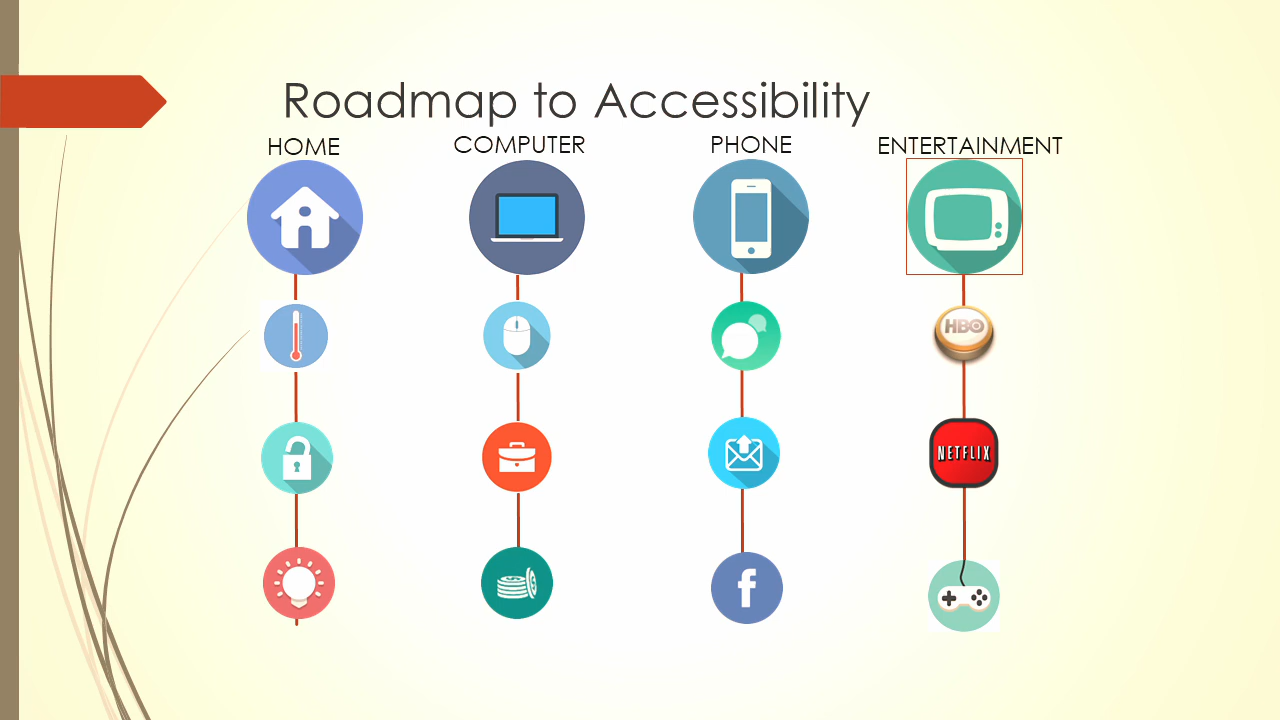 Roadmap to Accessibility
HOME
COMPUTER
PHONE
ENTERTAINMENT
HBO
NETFLIX
f